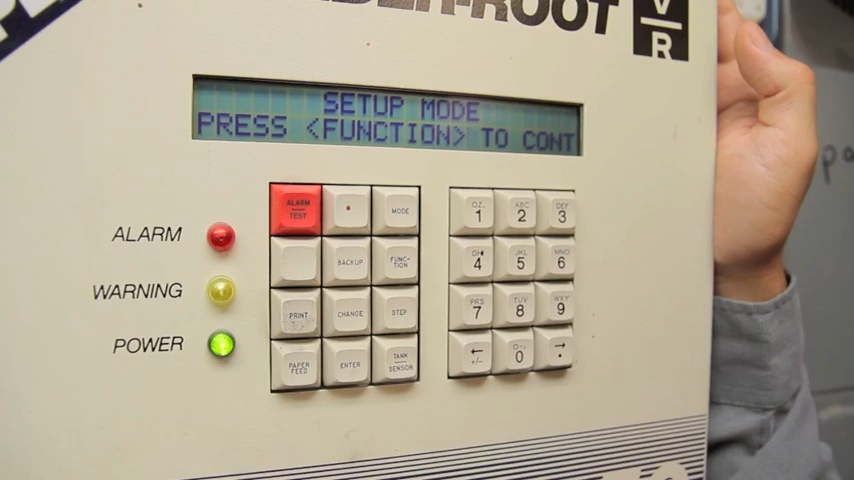 DER-ROOT
V
R
SETUP MODE
PRESS <FUNCTION> TO CONT
ALARM
WARNING
POWER
ALARM
TEST
MODE
BACKUP
FUNC-
TION
PRINT
CHANGE
STEP
PAPER
FEED
ENTER
TANK
SENSOR
OZ.
1
ABC
2
DEF
3
GHI
4
JKL
5
MNO
6
PRS
7
TUV
8
WXY
9
←
+/-
0
→
.